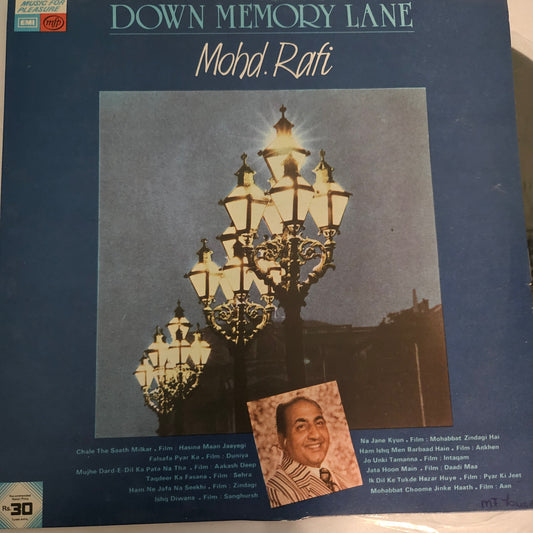 MUSIC FOR
PLEASURE
EMI
mfp
DOWN MEMORY LANE
Mohd. Rafi
Chale The Saath Milkar . Film : Hasina Maan Jaayegi
Falsafa Pyar Ka . Film : Duniya
Mujhe Dard-E-Dil Ka Pata Na Tha . Film : Aakash Deep
Taqdeer Ka Fasana . Film : Sehra
Ham Ne Jafa Na Seekhi . Film : Zindagi
Ishq Diwana . Film : Sanghursh
Na Jane Kyun . Film : Mohabbat Zindagi Hai
Ham Ishq Men Barbaad Hain . Film : Ankhen
Jo Unki Tamanna . Film : Intaqam
Jata Hoon Main . Film : Daadi Maa
Ik Dil Ke Tukde Hazar Huye . Film : Pyar Ki Jeet
Mohabbat Chooma Jinke Haath . Film : Aan
Rs. 30